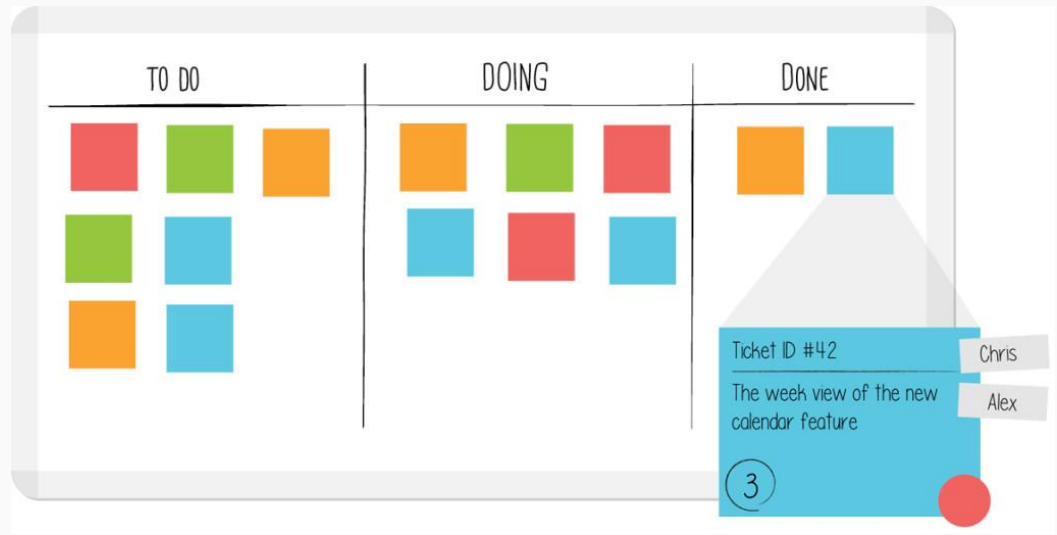 TO DO
DOING
DONE
Ticket ID #42
Chris
The week view of the new
calendar feature
Alex
3